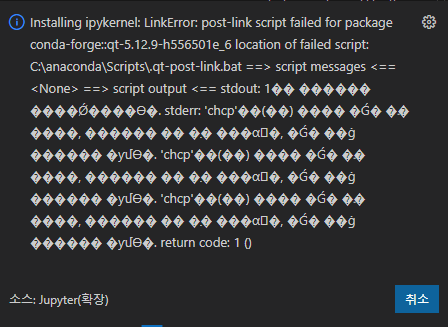 Installing ipykernel: LinkError: post-link script failed for package
conda-forge::qt-5.12.9-h556501e_6 location of failed script:
C:\anaconda\Scripts\.qt-post-link.bat ==> script messages <==
<None> ==> script output <== stdout: 1�� ������
����Ǿ����Ѳ�. stderr: 'chcp'��(��) ���� �Ǵ� ��
����, ������ �� �� ���α׷�, �Ǵ� ��ġ
������ �ƴմϴ�. 'chcp'��(��) ���� �Ǵ� ��
����, ������ �� �� ���α׷�, �Ǵ� ��ġ
������ �ƴմϴ�. 'chcp'��(��) ���� �Ǵ� ��
����, ������ �� �� ���α׷�, �Ǵ� ��ġ
������ �ƴմϴ�. return code: 1 ()
소스: Jupyter(확장)
취소